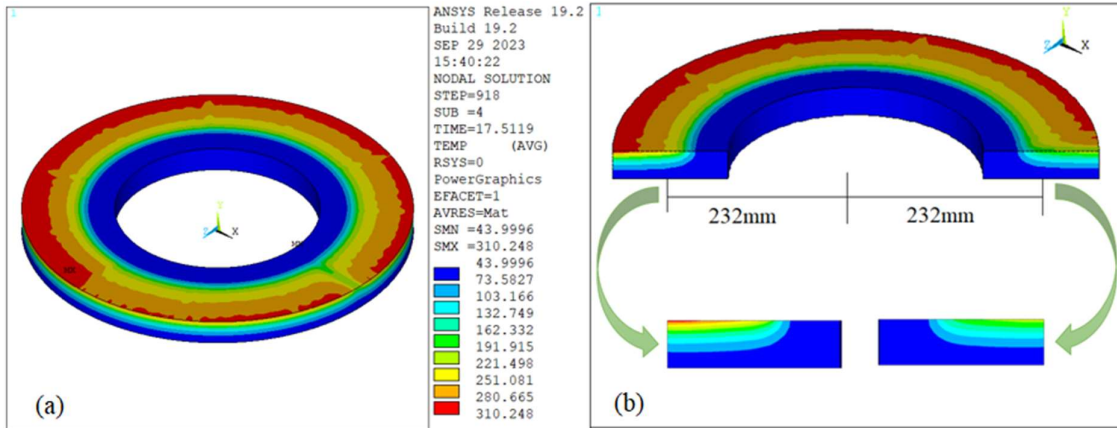 1
ANSYS Release 19.2
Build 19.2
SEP 29 2023
15:40:22
NODAL SOLUTION
STEP=918
SUB =4
TIME=17.5119
TEMP (AVG)
RSYS=0
PowerGraphics
EFACET=1
AVRES=Mat
SMN =43.9996
SMX =310.248
43.9996
73.5827
103.166
132.749
162.332
191.915
221.498
251.081
280.665
310.248
Y
Z X
MX
(a)
1
Y
Z X
232mm 232mm
(b)